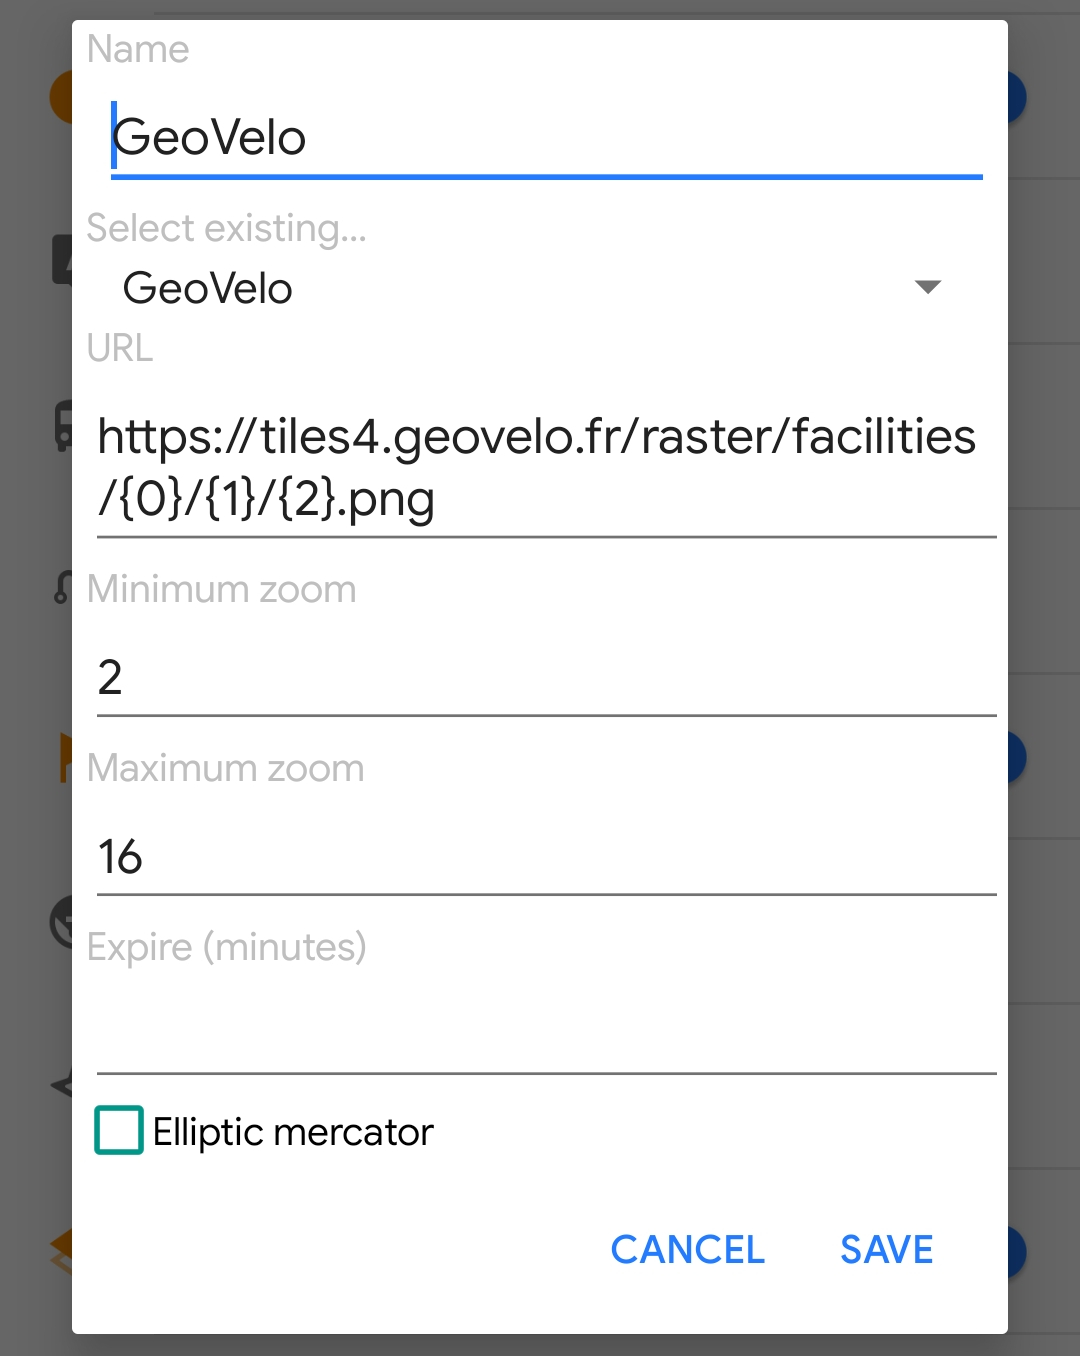 Name
GeoVelo
Select existing...
GeoVelo
URL
https://tiles4.geovelo.fr/raster/facilities
/{0}/{1}/{2}.png
Minimum zoom
2
Maximum zoom
16
Expire (minutes)
Elliptic mercator
CANCEL SAVE